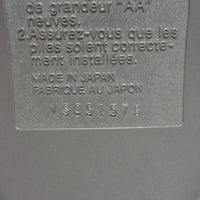 de grandeur "AA"
neuves.
2.Assurez-vous que les
piles soient correcte-
ment installées.
MADE IN JAPAN
FABRIQUE AU JAPON